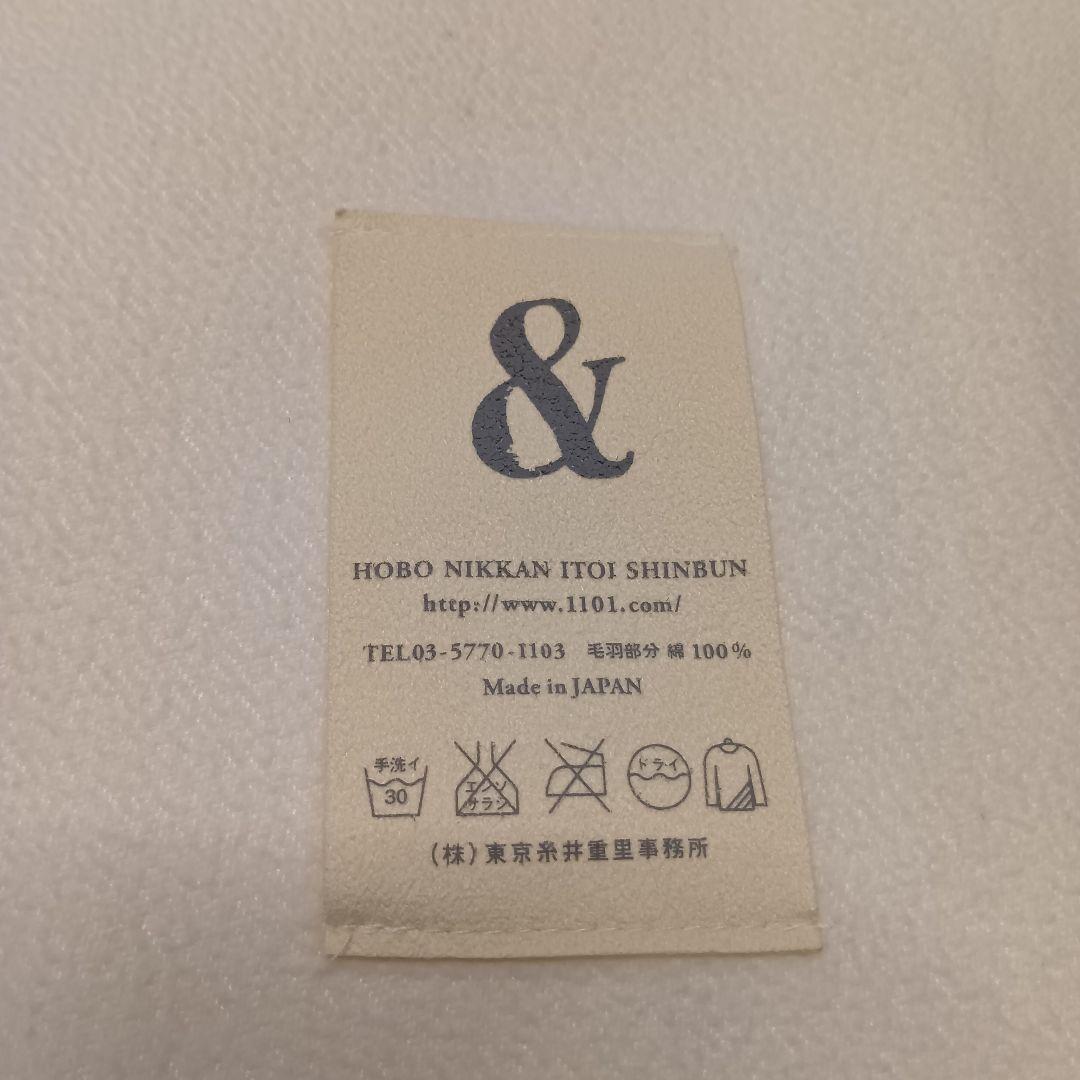 &
HOBO NIKKAN ITOI SHINBUN
http://www.1101.com/
TEL03-5770-1103 毛羽部分 綿 100%
Made in JAPAN
手洗イ
30
エンソ
サラシ
ドライ
(株)東京糸井重里事務所